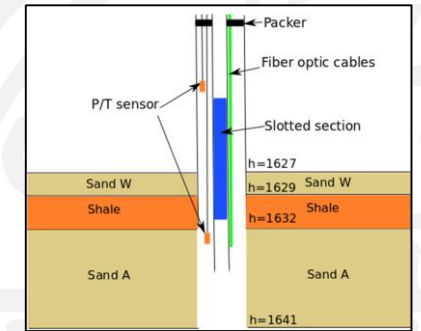 Packer
Fiber optic cables
P/T sensor
Slotted section
h=1627
Sand W
h=1629
Sand W
Shale
h=1632
Shale
Sand A
Sand A
h=1641